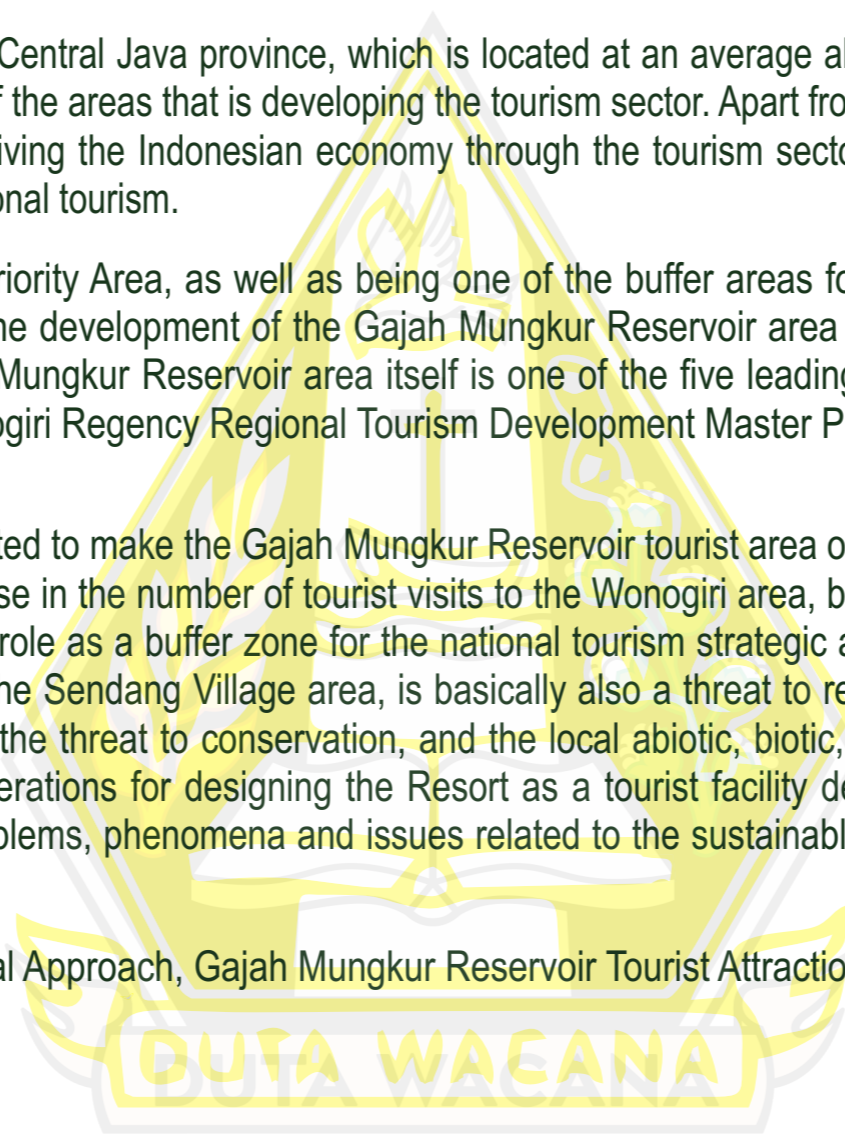 Central Java province, which is located at an average al
f the areas that is developing the tourism sector. Apart fro
iving the Indonesian economy through the tourism secto
onal tourism.
riority Area, as well as being one of the buffer areas fo
ne development of the Gajah Mungkur Reservoir area
Mungkur Reservoir area itself is one of the five leading
ogiri Regency Regional Tourism Development Master P
ted to make the Gajah Mungkur Reservoir tourist area o
se in the number of tourist visits to the Wonogiri area, b
role as a buffer zone for the national tourism strategic a
ne Sendang Village area, is basically also a threat to re
the threat to conservation, and the local abiotic, biotic,
erations for designing the Resort as a tourist facility de
blems, phenomena and issues related to the sustainabl
al Approach, Gajah Mungkur Reservoir Tourist Attractio
DUTA WACANA